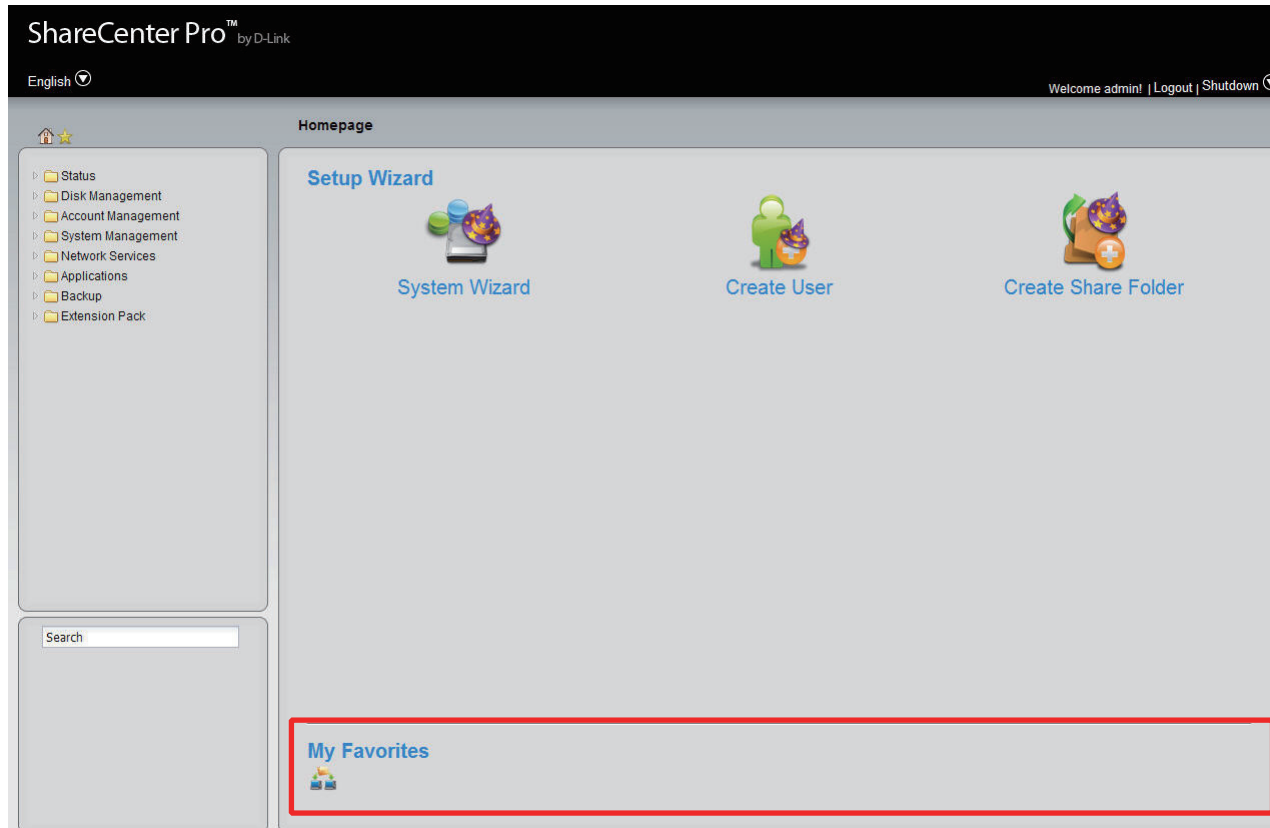 ShareCenter Pro™ by D-Link
English
Welcome admin! | Logout | Shutdown
Homepage
Status
Disk Management
Account Management
System Management
Network Services
Applications
Backup
Extension Pack
Search
Setup Wizard
System Wizard
Create User
Create Share Folder
My Favorites